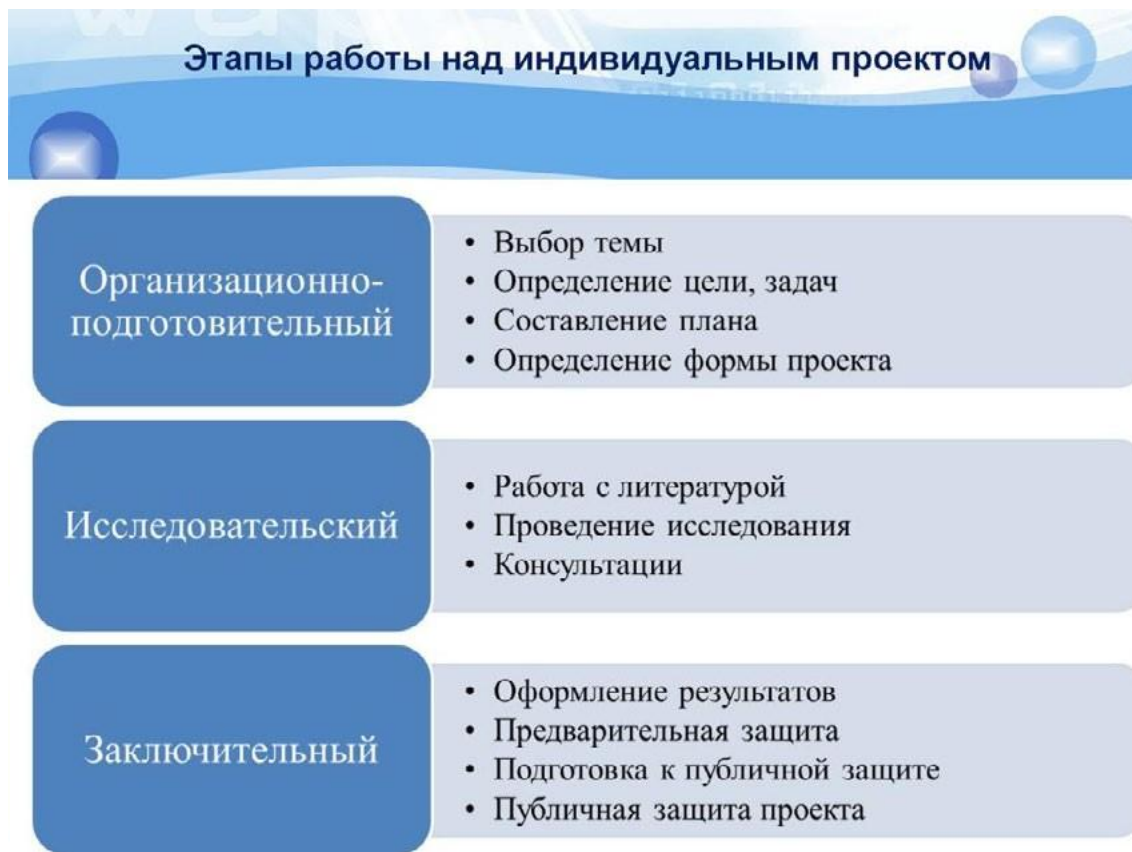 Этапы работы над индивидуальным проектом
Организационно-
подготовительный
• Выбор темы
• Определение цели, задач
• Составление плана
• Определение формы проекта
Исследовательский
• Работа с литературой
• Проведение исследования
• Консультации
Заключительный
• Оформление результатов
• Предварительная защита
• Подготовка к публичной защите
• Публичная защита проекта